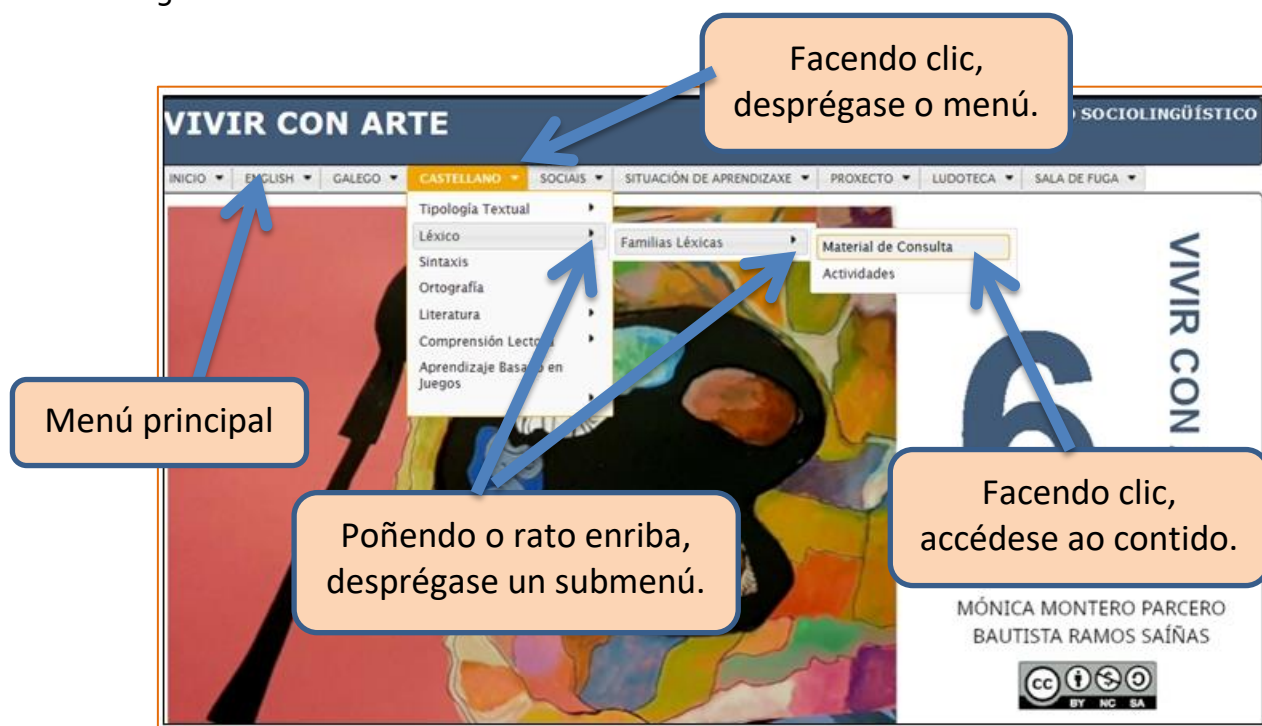 Facendo clic,
desprégase o menú.
VIVIR CON ARTE
SOCIOLINGÜÍSTICO
INICIO ENGLISH GALEGO CASTELLANO SOCIAIS SITUACIÓN DE APRENDIZAXE PROXECTO LUDOTECA SALA DE FUGA
Tipología Textual
Léxico
Sintaxis
Ortografía
Literatura
Comprensión
Aprendizaje en
Juegos
Familias Léxicas
Material de Consulta
Actividades
VIVIR CON
6
Menú principal
Poñendo o rato enriba,
desprégase un submenú.
Facendo clic,
accédese ao contido.
MÓNICA MONTERO PARCERO
BAUTISTA RAMOS SAÍÑAS
CC
BY NC SA